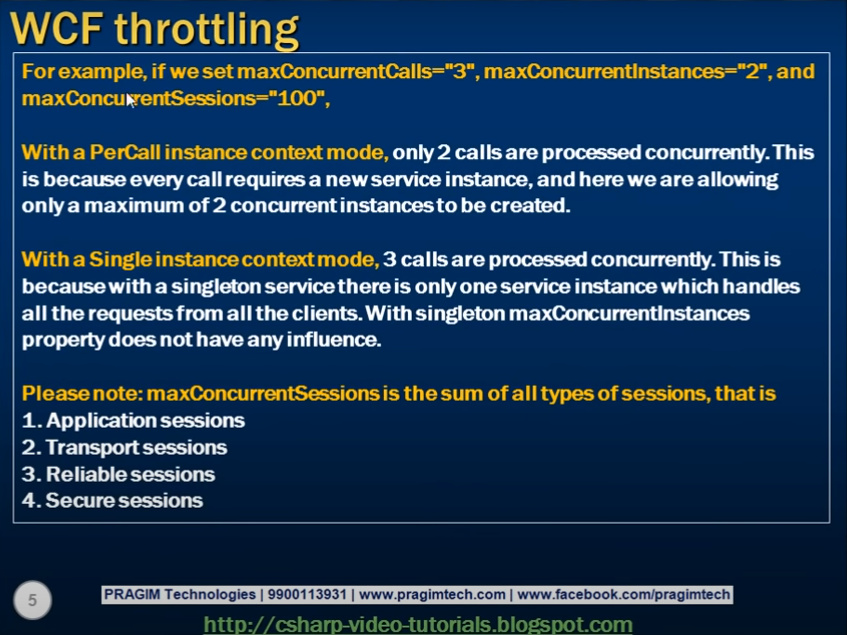 WCF throttling
For example, if we set maxConcurrentCalls="3", maxConcurrentInstances="2", and
maxConcurrentSessions="100",
With a PerCall instance context mode, only 2 calls are processed concurrently. This
is because every call requires a new service instance, and here we are allowing
only a maximum of 2 concurrent instances to be created.
With a Single instance context mode, 3 calls are processed concurrently. This is
because with a singleton service there is only one service instance which handles
all the requests from all the clients. With singleton maxConcurrentInstances
property does not have any influence.
Please note: maxConcurrentSessions is the sum of all types of sessions, that is
1. Application sessions
2. Transport sessions
3. Reliable sessions
4. Secure sessions
5
PRAGIM Technologies | 9900113931 | www.pragimtech.com | www.facebook.com/pragimtech
http://csharp-video-tutorials.blogspot.com